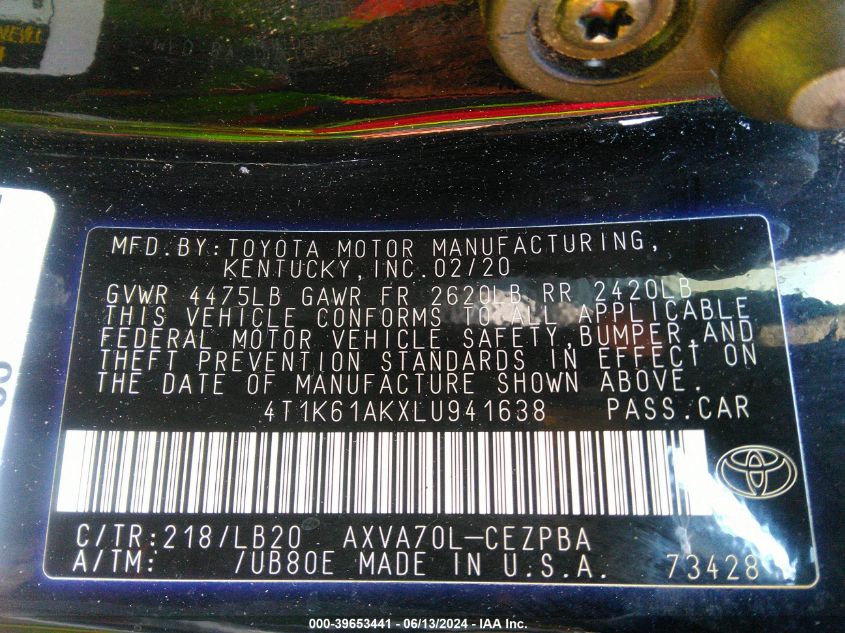 MFD.BY:TOYOTA MOTOR MANUFACTURING,
KENTUCKY,INC.02/20
GVWR 4475LB GAWR FR 2620LB RR 2420LB
THIS VEHICLE CONFORMS TO ALL APPLICABLE
FEDERAL MOTOR VEHICLE SAFETY,BUMPER,AND
THEFT PREVENTION STANDARDS IN EFFECT ON
THE DATE OF MANUFACTURE SHOWN ABOVE.
4T1K61AKXLU941638 PASS.CAR
C/TR:218/LB20 AXVA70L-CEZPBA
A/TM: /UB80E MADE IN U.S.A. 73428
000-39653441 - 06/13/2024 - IAA Inc.